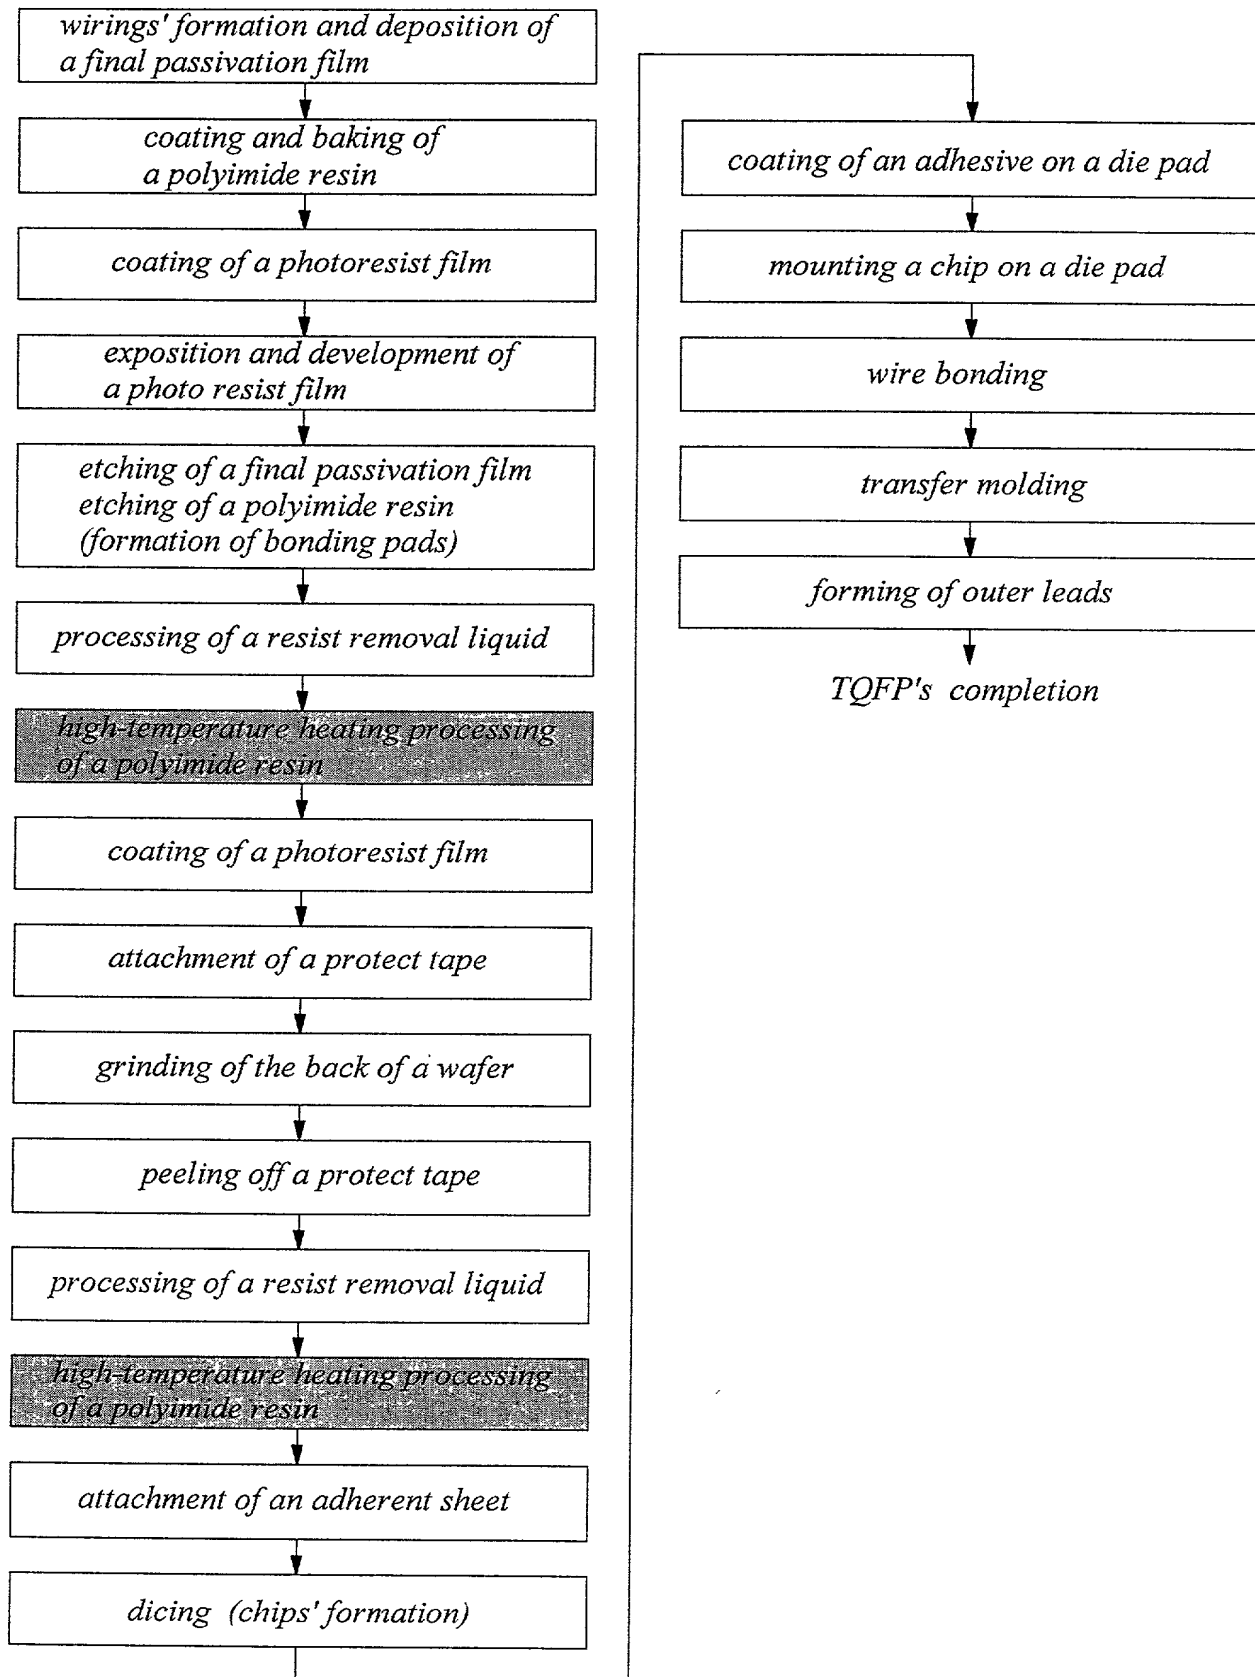 wirings' formation and deposition of
a final passivation film
coating and baking of
a polyimide resin
coating of a photoresist film
exposition and development of
a photo resist film
etching of a final passivation film
etching of a polyimide resin
(formation of bonding pads)
processing of a resist removal liquid
high-temperature heating processing
of a polyimide resin
coating of a photoresist film
attachment of a protect tape
grinding of the back of a wafer
peeling off a protect tape
processing of a resist removal liquid
high-temperature heating processing
of a polyimide resin
attachment of an adherent sheet
dicing (chips' formation)
coating of an adhesive on a die pad
mounting a chip on a die pad
wire bonding
transfer molding
forming of outer leads
TQFP's completion